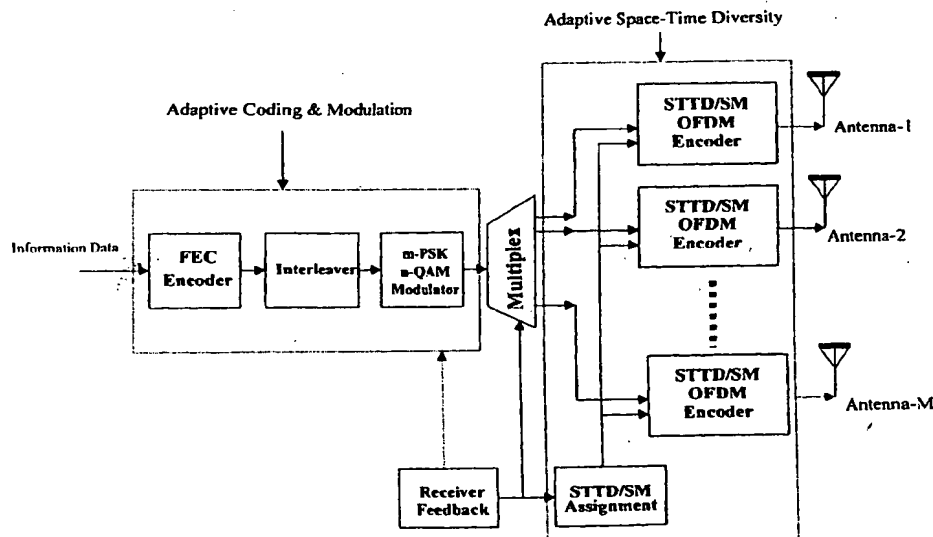 Adaptive Space-Time Diversity
Adaptive Coding & Modulation
STTD/SM
OFDM
Encoder
Antenna-1
Information Data
FEC
Encoder
Interleaver
m-PSK
n-QAM
Modulator
Multiplex
STTD/SM
OFDM
Encoder
Antenna-2
STTD/SM
OFDM
Encoder
Antenna-M
Receiver
Feedback
STTD/SM
Assignment